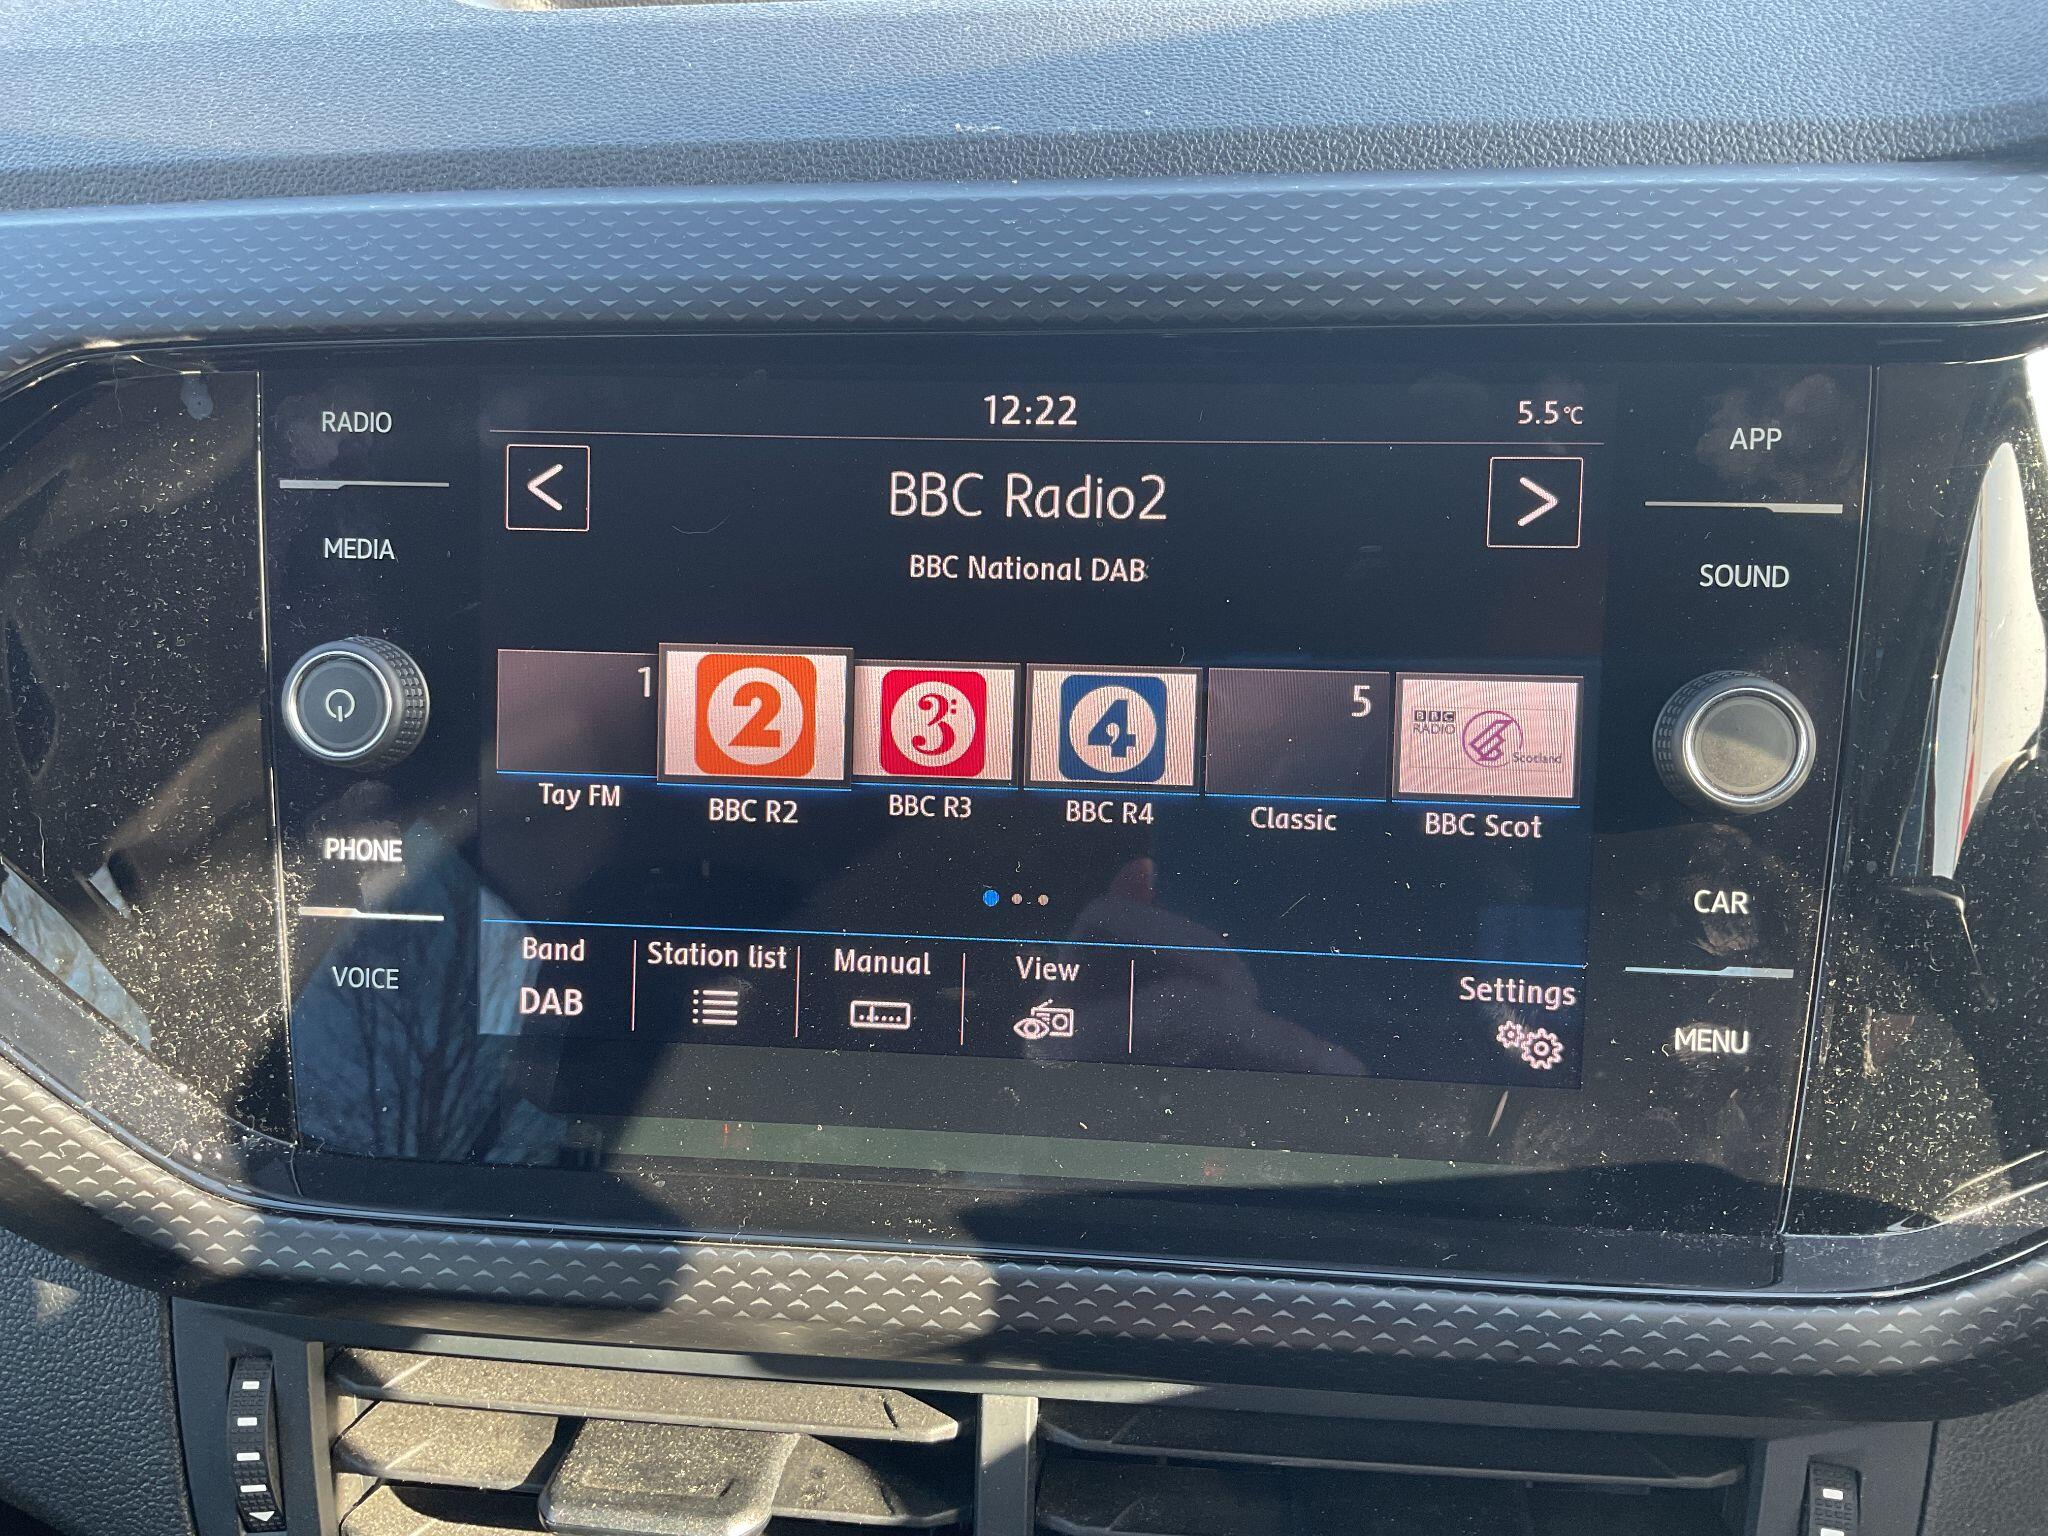 RADIO
MEDIA
PHONE
VOICE
12:22
5.5°C
< BBC Radio2 >
BBC National DAB
1
2
3
4
5
BBC RADIO Scotland
Tay FM
BBC R2
BBC R3
BBC R4
Classic
BBC Scot
Band
DAB
Station list
Manual
View
Settings
APP
SOUND
CAR
MENU